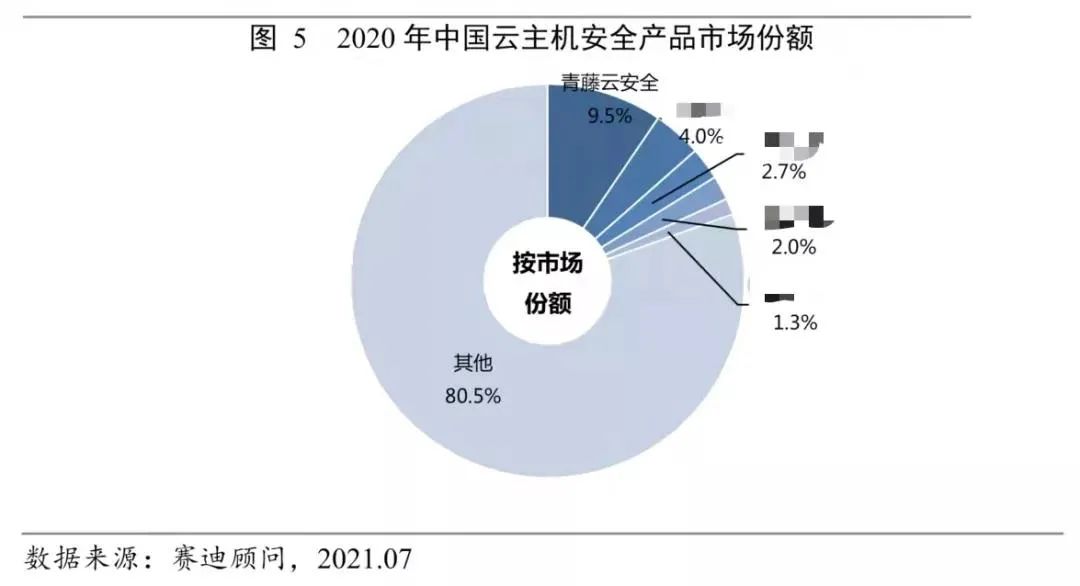 图 5 2020 年中国云主机安全产品市场份额
青藤云安全
9.5%
4.0%
2.7%
2.0%
1.3%
按市场
份额
其他
80.5%
数据来源：赛迪顾问，2021.07